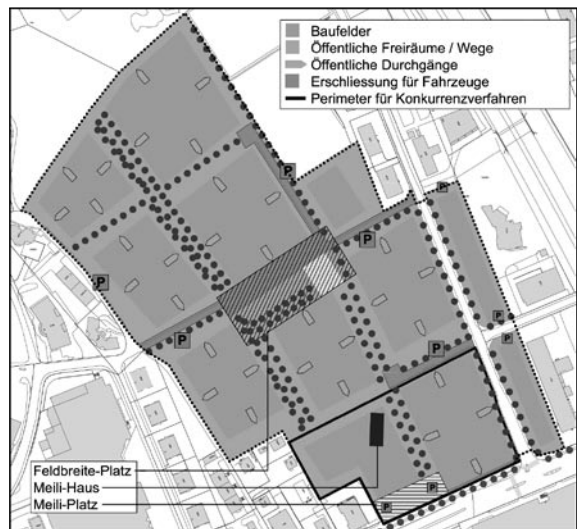 Baufelder
Öffentliche Freiräume / Wege
Öffentliche Durchgänge
Erschliessung für Fahrzeuge
Perimeter für Konkurrenzverfahren
P
P
P
P
P
P
P
P
P
Feldbreite-Platz
Meili-Haus
Meili-Platz
P
P